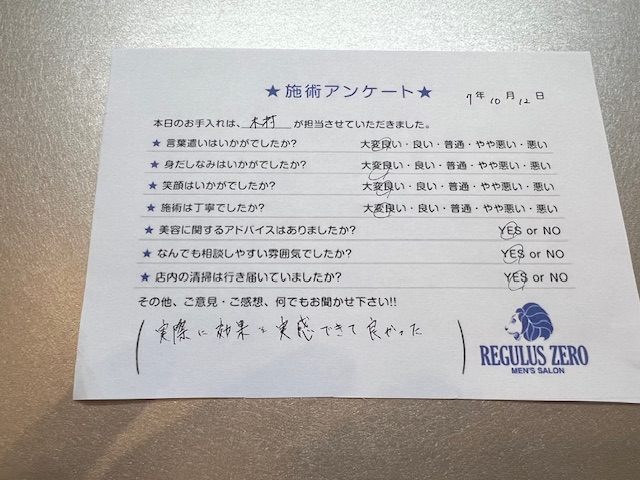 ★施術アンケート★
7年10月12日
本日のお手入れは、木村が担当させていただきました。
★ 言葉遣いはいかがでしたか? 大変良い・良い・普通・やや悪い・悪い
★ 身だしなみはいかがでしたか? 大変良い・良い・普通・やや悪い・悪い
★ 笑顔はいかがでしたか? 大変良い・良い・普通・やや悪い・悪い
★ 施術は丁寧でしたか? 大変良い・良い・普通・やや悪い・悪い
★ 美容に関するアドバイスはありましたか? YES or NO
★ なんでも相談しやすい雰囲気でしたか? YES or NO
★ 店内の清掃は行き届いていましたか? YES or NO
その他、ご意見・ご感想、何でもお聞かせ下さい!!
(実際に効果を実感できて良かった)
REGULUS ZERO
MEN'S SALON